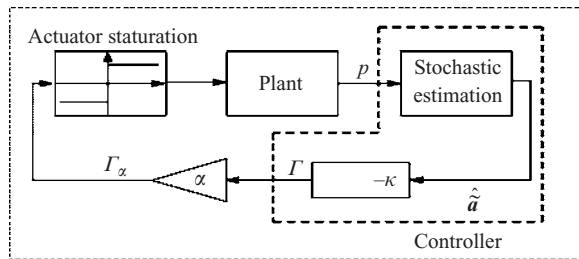 Actuator staturation
Plant
p
Stochastic
estimation
Γα
α
Γ
–κ
ẫ
Controller